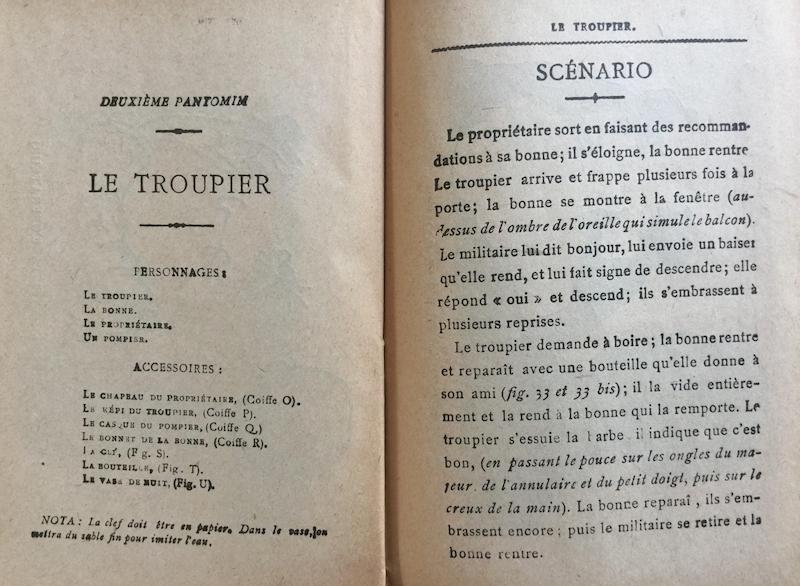 DEUXIÈME PANTOMIM
LE TROUPIER
PERSONNAGES :
LE TROUPIER.
LA BONNE.
LE PROPRIÉTAIRE.
UN POMPIER.
ACCESSOIRES :
LE CHAPEAU DU PROPRIÉTAIRE, (Coiffe O).
LE KÉPI DU TROUPIER, (Coiffe P).
LE CASQUE DU POMPIER, (Coiffe Q)
LE BONNET DE LA BONNE, (Coiffe R).
LA CLÉ, (F g. S).
LA BOUTEILLE, (Fig. T).
LE VASE DE NUIT, (Fig. U).
NOTA : La clef doit être en papier. Dans le vase, on
mettra du sable fin pour imiter l'eau.
LE TROUPIER.
SCÉNARIO
Le propriétaire sort en faisant des recomman-
dations à sa bonne ; il s'éloigne, la bonne rentre
Le troupier arrive et frappe plusieurs fois à la
porte ; la bonne se montre à la fenêtre (au-
dessus de l'ombre de l'oreille qui simule le balcon).
Le militaire lui dit bonjour, lui envoie un baiser
qu'elle rend, et lui fait signe de descendre ; elle
répond « oui » et descend ; ils s'embrassent à
plusieurs reprises.
Le troupier demande à boire ; la bonne rentre
et reparaît avec une bouteille qu'elle donne à
son ami (fig. 33 et 33 bis) ; il la vide entière-
ment et la rend à la bonne qui la remporte. Le
troupier s'essuie la barbe il indique que c'est
bon, (en passant le pouce sur les ongles du ma-
jeur, de l'annulaire et du petit doigt, puis sur le
creux de la main). La bonne reparaî , ils s'em-
brassent encore ; puis le militaire se retire et la
bonne rentre.